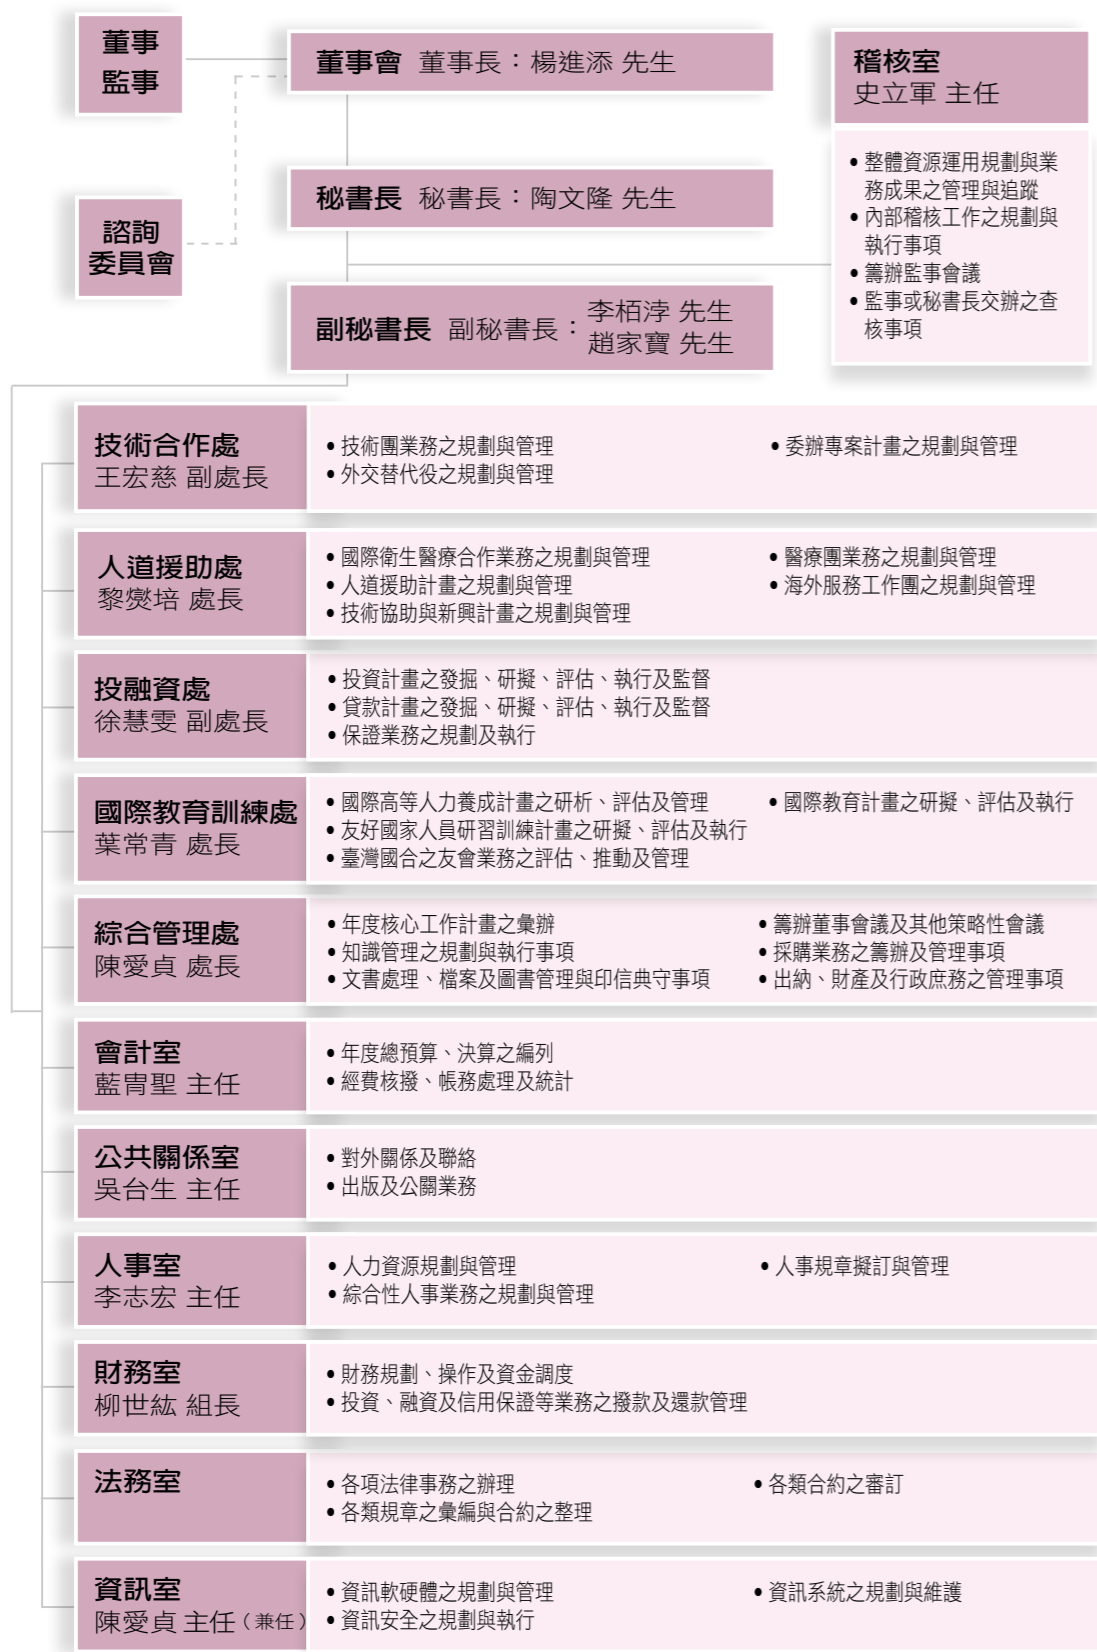 董事
監事
董事會 董事長：楊進添 先生
諮詢
委員會
秘書長 秘書長：陶文隆 先生
副秘書長 副秘書長：李栢浡 先生
趙家寶 先生
稽核室
史立軍 主任
• 整體資源運用規劃與業
務成果之管理與追蹤
• 內部稽核工作之規劃與
執行事項
• 籌辦監事會議
• 監事或秘書長交辦之查
核事項
技術合作處
王宏慈 副處長
• 技術團業務之規劃與管理
• 外交替代役之規劃與管理
• 委辦專案計畫之規劃與管理
人道援助處
黎爕培 處長
• 國際衛生醫療合作業務之規劃與管理
• 人道援助計畫之規劃與管理
• 技術協助與新興計畫之規劃與管理
• 醫療團業務之規劃與管理
• 海外服務工作團之規劃與管理
投融資處
徐慧雯 副處長
• 投資計畫之發掘、研擬、評估、執行及監督
• 貸款計畫之發掘、研擬、評估、執行及監督
• 保證業務之規劃及執行
國際教育訓練處
葉常青 處長
• 國際高等人力養成計畫之研析、評估及管理
• 友好國家人員研習訓練計畫之研擬、評估及執行
• 臺灣國合之友會業務之評估、推動及管理
• 國際教育計畫之研擬、評估及執行
綜合管理處
陳愛貞 處長
• 年度核心工作計畫之彙辦
• 知識管理之規劃與執行事項
• 文書處理、檔案及圖書管理與印信典守事項
• 籌辦董事會議及其他策略性會議
• 採購業務之籌辦及管理事項
• 出納、財產及行政庶務之管理事項
會計室
藍冑聖 主任
• 年度總預算、決算之編列
• 經費核撥、帳務處理及統計
公共關係室
吳台生 主任
• 對外關係及聯絡
• 出版及公關業務
人事室
李志宏 主任
• 人力資源規劃與管理
• 綜合性人事業務之規劃與管理
• 人事規章擬訂與管理
財務室
柳世紘 組長
• 財務規劃、操作及資金調度
• 投資、融資及信用保證等業務之撥款及還款管理
法務室
• 各項法律事務之辦理
• 各類規章之彙編與合約之整理
• 各類合約之審訂
資訊室
陳愛貞 主任（兼任）
• 資訊軟硬體之規劃與管理
• 資訊安全之規劃與執行
• 資訊系統之規劃與維護